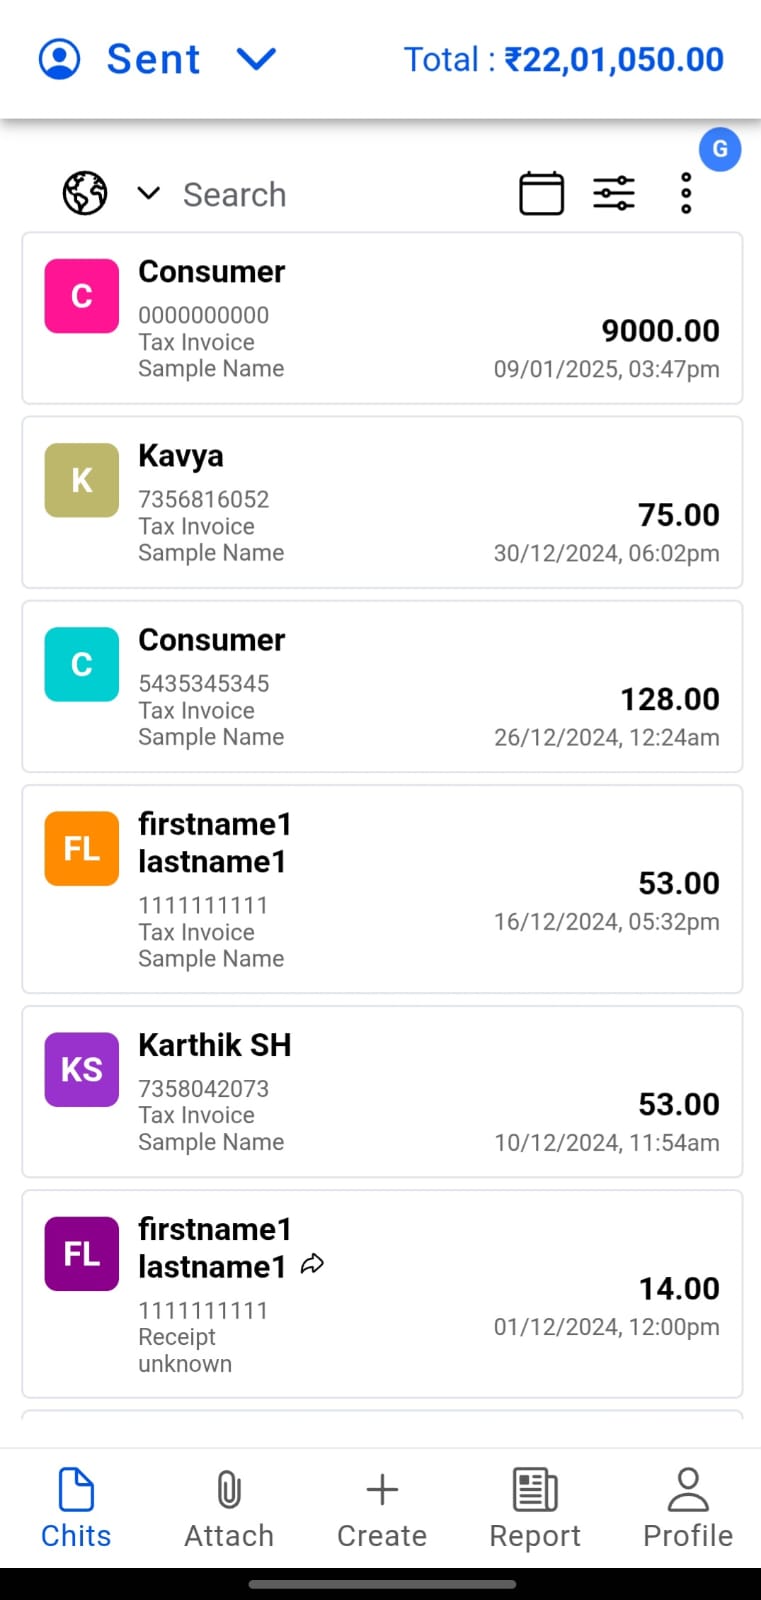 Sent
Total : ₹22,01,050.00
G
Search
C
Consumer
0000000000
Tax Invoice
Sample Name
9000.00
09/01/2025, 03:47pm
K
Kavya
7356816052
Tax Invoice
Sample Name
75.00
30/12/2024, 06:02pm
C
Consumer
5435345345
Tax Invoice
Sample Name
128.00
26/12/2024, 12:24am
FL
firstname1
lastname1
1111111111
Tax Invoice
Sample Name
53.00
16/12/2024, 05:32pm
KS
Karthik SH
7358042073
Tax Invoice
Sample Name
53.00
10/12/2024, 11:54am
FL
firstname1
lastname1
1111111111
Receipt
unknown
14.00
01/12/2024, 12:00pm
Chits
Attach
Create
Report
Profile